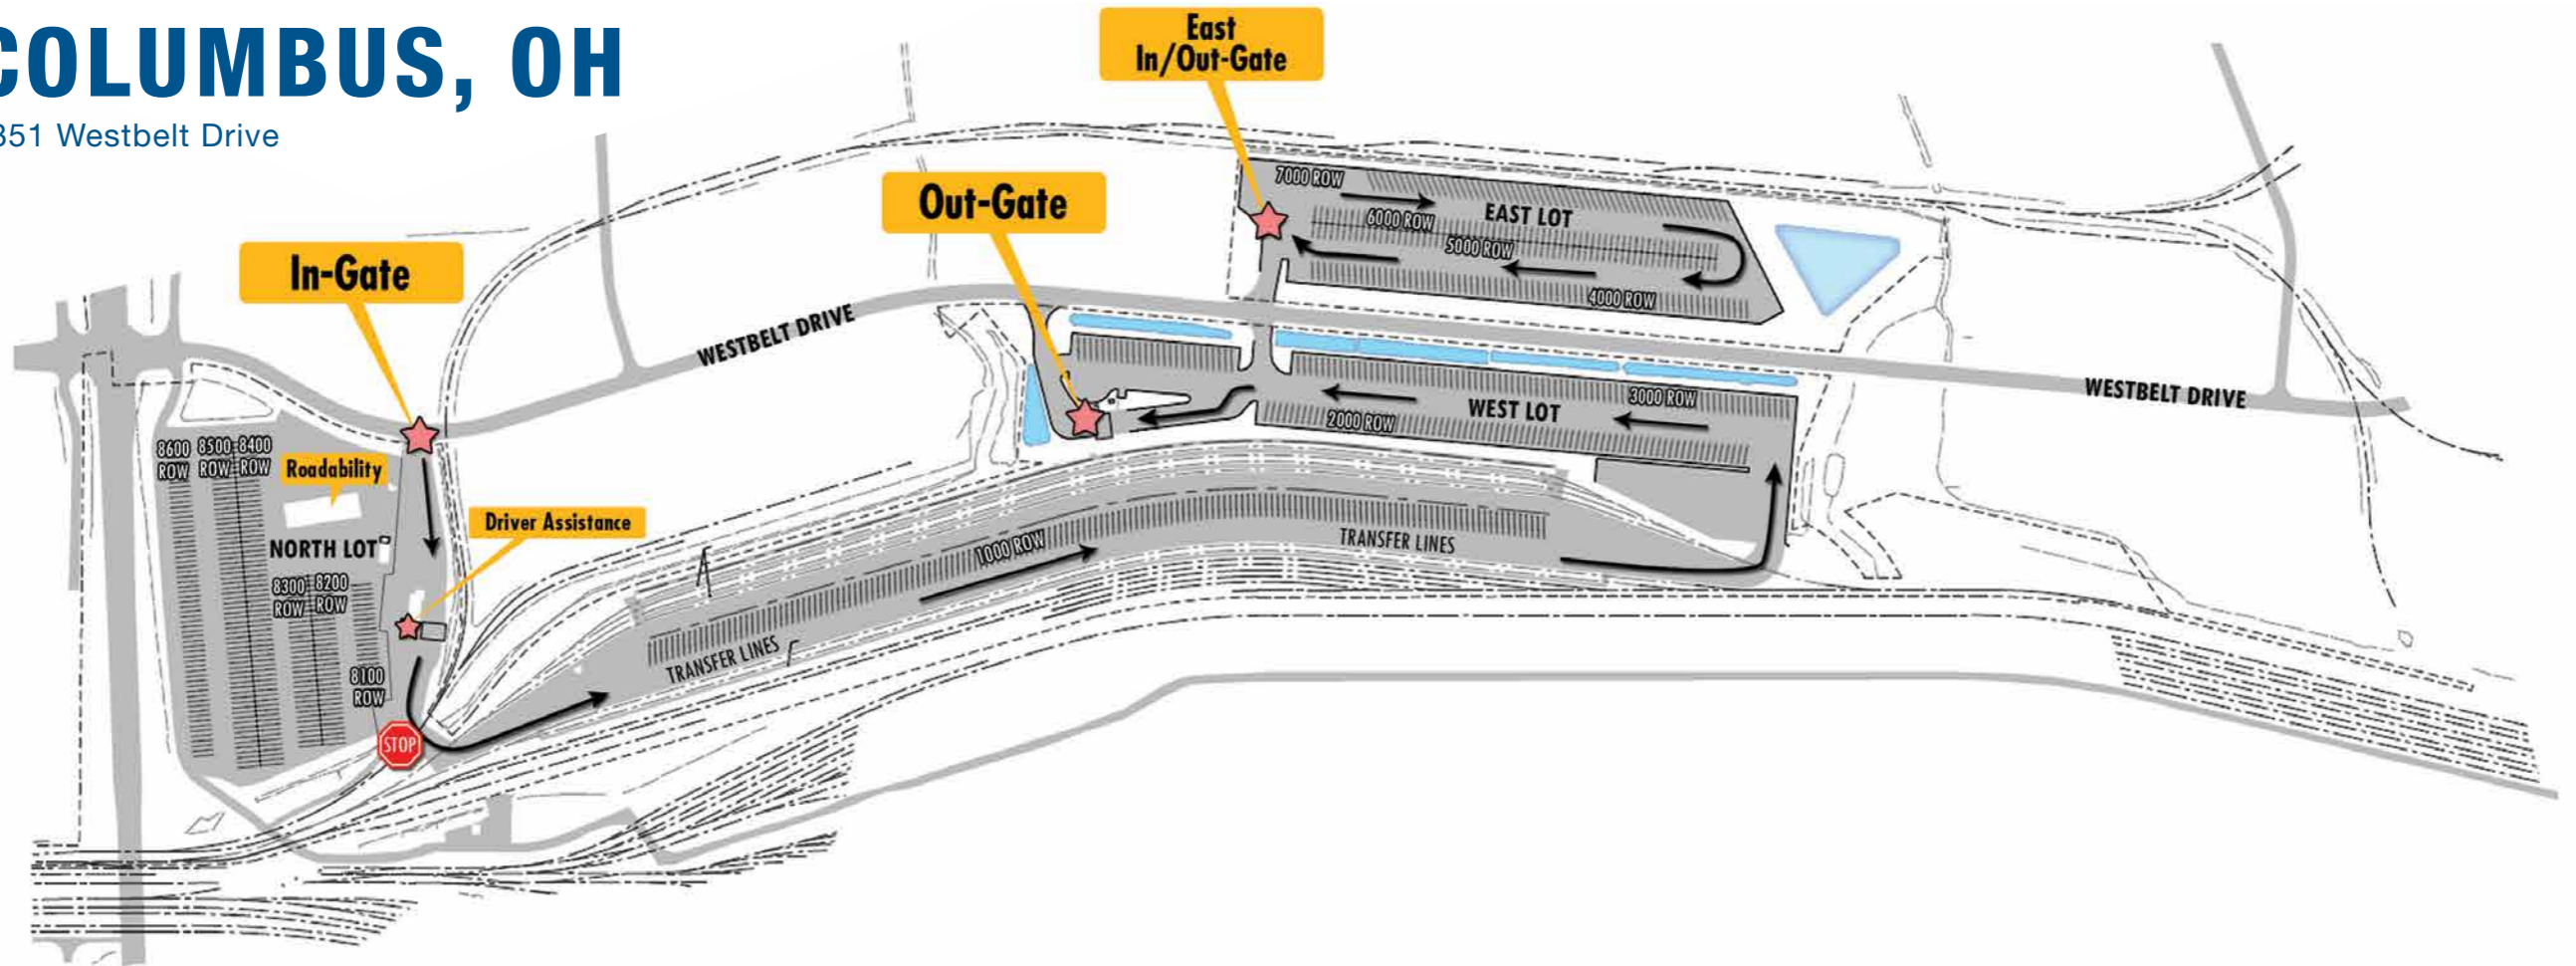 COLUMBUS, OH
351 Westbelt Drive
East
In/Out-Gate
Out-Gate
In-Gate
7000 ROW
6000 ROW
EAST LOT
5000 ROW
4000 ROW
WESTBELT DRIVE
3000 ROW
WEST LOT
2000 ROW
WESTBELT DRIVE
8600
ROW
8500
ROW
8400
ROW
Roadability
Driver Assistance
NORTH LOT
8300
ROW
8200
ROW
8100
ROW
STOP
1000 ROW
TRANSFER LINES
TRANSFER LINES